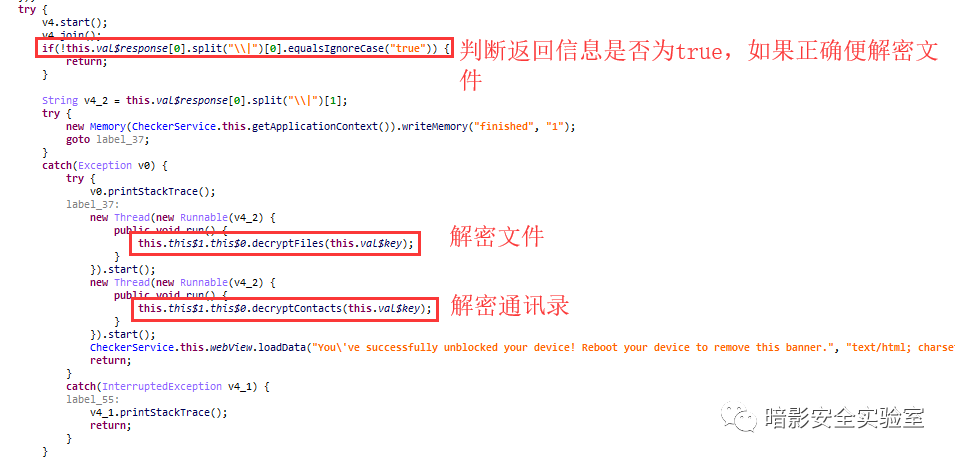 try {
v4.start();
v4.join();
if(!this.val$response[0].split("\\|")[0].equalsIgnoreCase("true")) {
判断返回信息是否为true，如果正确便解密文
件
return;
}
String v4_2 = this.val$response[0].split("\\|")[1];
try {
new Memory(CheckerService.this.getApplicationContext()).writeMemory("finished", "1");
goto label_37;
}
catch(Exception v0) {
try {
v0.printStackTrace();
label_37:
new Thread(new Runnable(v4_2) {
public void run() {
this.this$1.this$0.decryptFiles(this.val$key);
解密文件
}
}).start();
new Thread(new Runnable(v4_2) {
public void run() {
this.this$1.this$0.decryptContacts(this.val$key);
解密通讯录
}
}).start();
CheckerService.this.webView.loadData("You\'ve successfully unblocked your device! Reboot your device to remove this banner.", "text/html; charse
return;
}
catch(InterruptedException v4_1) {
label_55:
v4_1.printStackTrace();
return;
}
}
暗影安全实验室